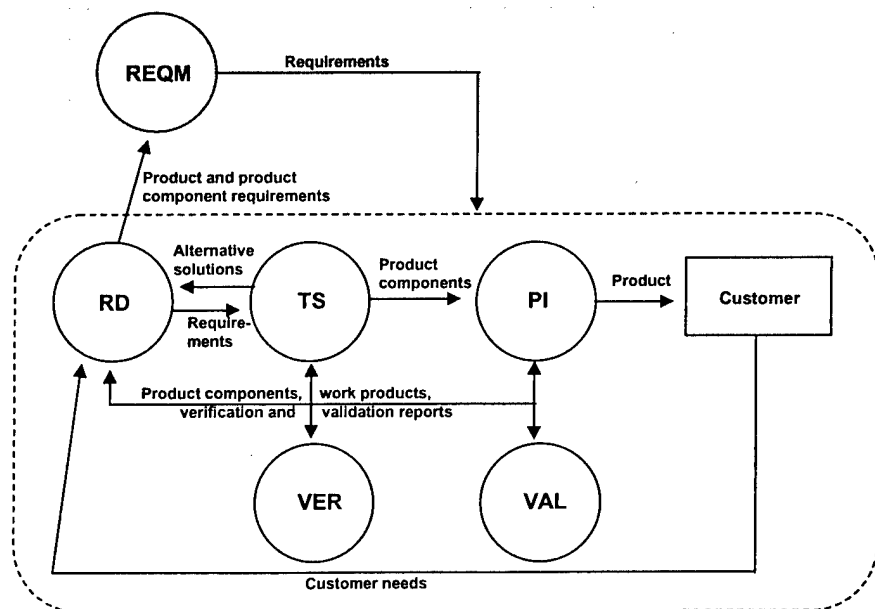 REQM
Requirements
Product and product
component requirements
Alternative
solutions
Product
components
Product
RD
TS
PI
Customer
Require-
ments
Product components, work products,
verification and validation reports
VER
VAL
Customer needs